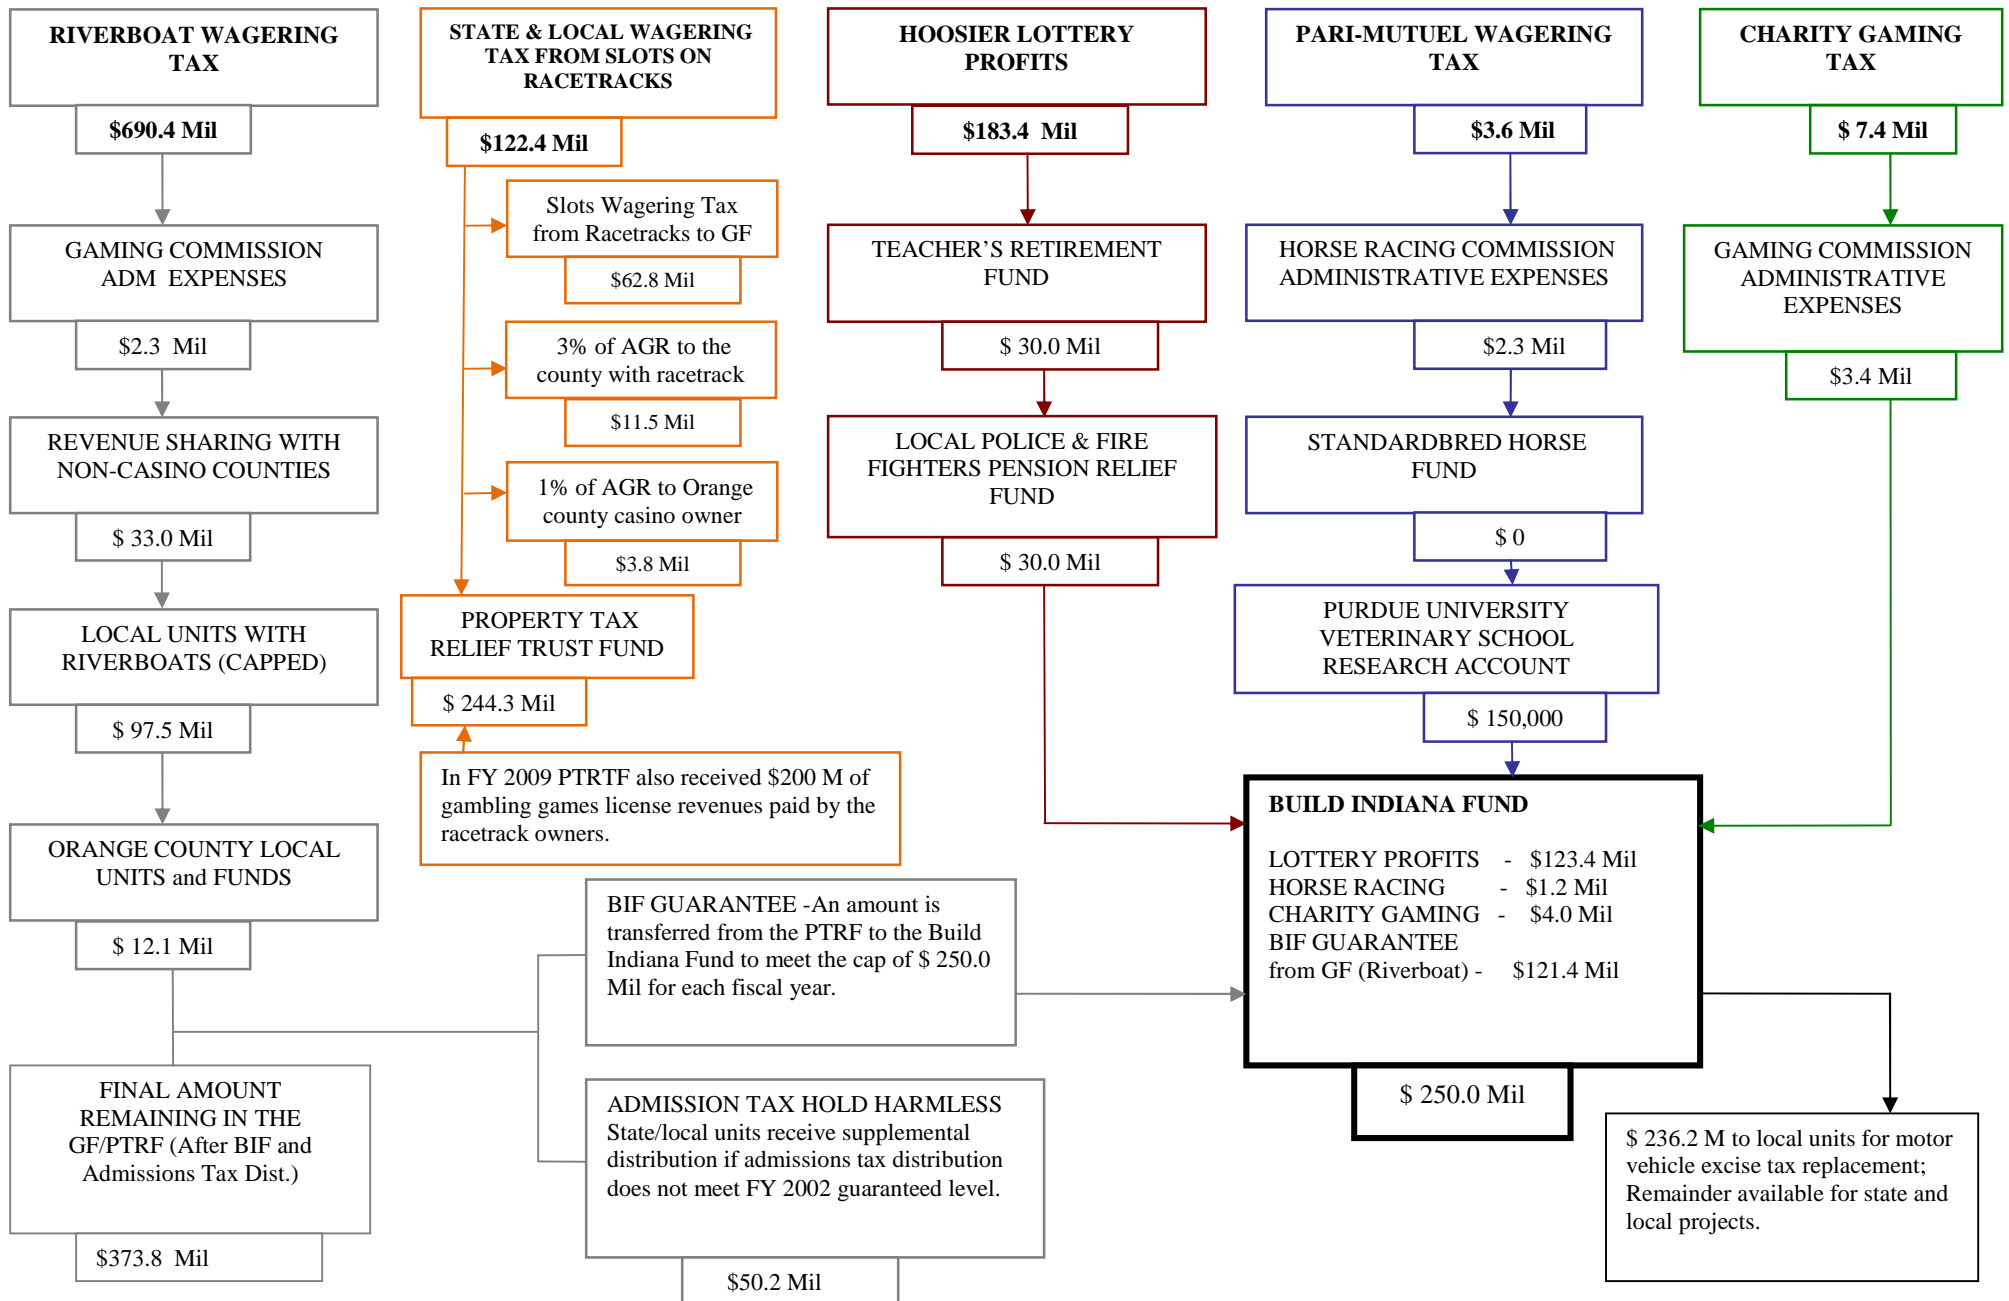 RIVERBOAT WAGERING
TAX
$690.4 Mil
GAMING COMMISSION
ADM  EXPENSES
$2.3  Mil
REVENUE SHARING WITH
NON-CASINO COUNTIES
$ 33.0 Mil
LOCAL UNITS WITH
RIVERBOATS (CAPPED)
$ 97.5 Mil
ORANGE COUNTY LOCAL
UNITS and FUNDS
$ 12.1 Mil
FINAL AMOUNT
REMAINING IN THE
GF/PTRF (After BIF and
Admissions Tax Dist.)
$373.8  Mil
STATE & LOCAL WAGERING
TAX FROM SLOTS ON
RACETRACKS
$122.4 Mil
Slots Wagering Tax
from Racetracks to GF
$62.8 Mil
3% of AGR to the
county with racetrack
$11.5 Mil
1% of AGR to Orange
county casino owner
$3.8 Mil
PROPERTY TAX
RELIEF TRUST FUND
$ 244.3 Mil
In FY 2009 PTRTF also received $200 M of
gambling games license revenues paid by the
racetrack owners.
BIF GUARANTEE -An amount is
transferred from the PTRF to the Build
Indiana Fund to meet the cap of $ 250.0
Mil for each fiscal year.
ADMISSION TAX HOLD HARMLESS
State/local units receive supplemental
distribution if admissions tax distribution
does not meet FY 2002 guaranteed level.
$50.2 Mil
HOOSIER LOTTERY
PROFITS
$183.4  Mil
TEACHER’S RETIREMENT
FUND
$ 30.0 Mil
LOCAL POLICE & FIRE
FIGHTERS PENSION RELIEF
FUND
$ 30.0 Mil
PARI-MUTUEL WAGERING
TAX
$3.6 Mil
HORSE RACING COMMISSION
ADMINISTRATIVE EXPENSES
$2.3 Mil
STANDARDBRED HORSE
FUND
$ 0
PURDUE UNIVERSITY
VETERINARY SCHOOL
RESEARCH ACCOUNT
$ 150,000
CHARITY GAMING
TAX
$ 7.4 Mil
GAMING COMMISSION
ADMINISTRATIVE
EXPENSES
$3.4 Mil
BUILD INDIANA FUND
LOTTERY PROFITS    -   $123.4 Mil
HORSE RACING         -   $1.2 Mil
CHARITY GAMING   -    $4.0 Mil
BIF GUARANTEE
from GF (Riverboat) -     $121.4 Mil
$ 250.0 Mil
$ 236.2 M to local units for motor
vehicle excise tax replacement;
Remainder available for state and
local projects.